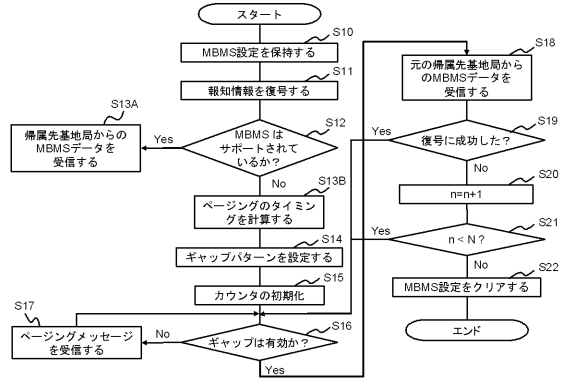 スタート
S10
MBMS設定を保持する
S11
報知情報を復号する
S12
MBMS は
サポートされて
いるか?
Yes
No
S13A
帰属先基地局からの
MBMSデータを
受信する
S13B
ページングのタイミン
グを計算する
S14
ギャップパターンを設定する
S15
カウンタの初期化
S16
ギャップは有効か?
No
Yes
S17
ページングメッセージ
を受信する
S18
元の帰属先基地局から
のMBMSデータを
受信する
S19
復号に成功した?
Yes
No
S20
n=n+1
S21
n < N ?
Yes
No
S22
MBMS設定をクリアする
エンド